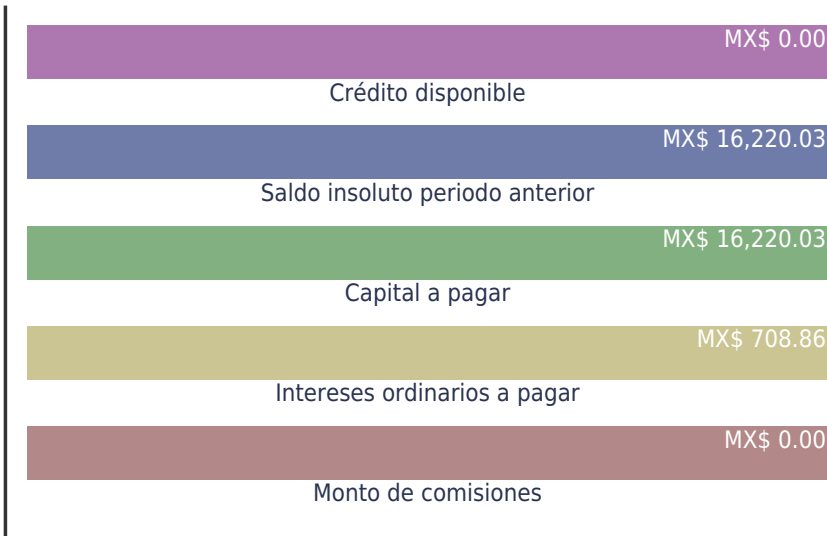 MX$ 0.00
Crédito disponible
MX$ 16,220.03
Saldo insoluto periodo anterior
MX$ 16,220.03
Capital a pagar
MX$ 708.86
Intereses ordinarios a pagar
MX$ 0.00
Monto de comisiones